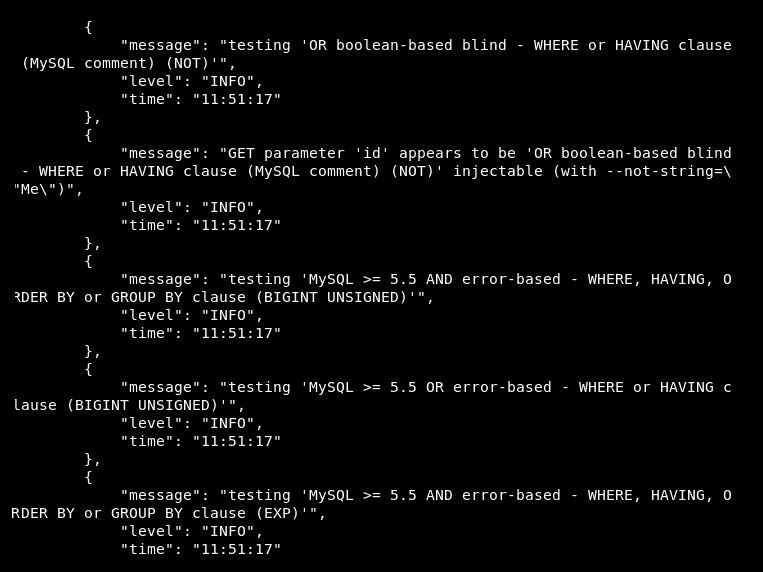 {
"message": "testing 'OR boolean-based blind - WHERE or HAVING clause
(MySQL comment) (NOT)'",
"level": "INFO",
"time": "11:51:17"
},
{
"message": "GET parameter 'id' appears to be 'OR boolean-based blind
- WHERE or HAVING clause (MySQL comment) (NOT)' injectable (with --not-string=\
"Me\")",
"level": "INFO",
"time": "11:51:17"
},
{
"message": "testing 'MySQL >= 5.5 AND error-based - WHERE, HAVING, O
RDER BY or GROUP BY clause (BIGINT UNSIGNED)'",
"level": "INFO",
"time": "11:51:17"
},
{
"message": "testing 'MySQL >= 5.5 OR error-based - WHERE or HAVING c
lause (BIGINT UNSIGNED)'",
"level": "INFO",
"time": "11:51:17"
},
{
"message": "testing 'MySQL >= 5.5 AND error-based - WHERE, HAVING, O
RDER BY or GROUP BY clause (EXP)'",
"level": "INFO",
"time": "11:51:17"